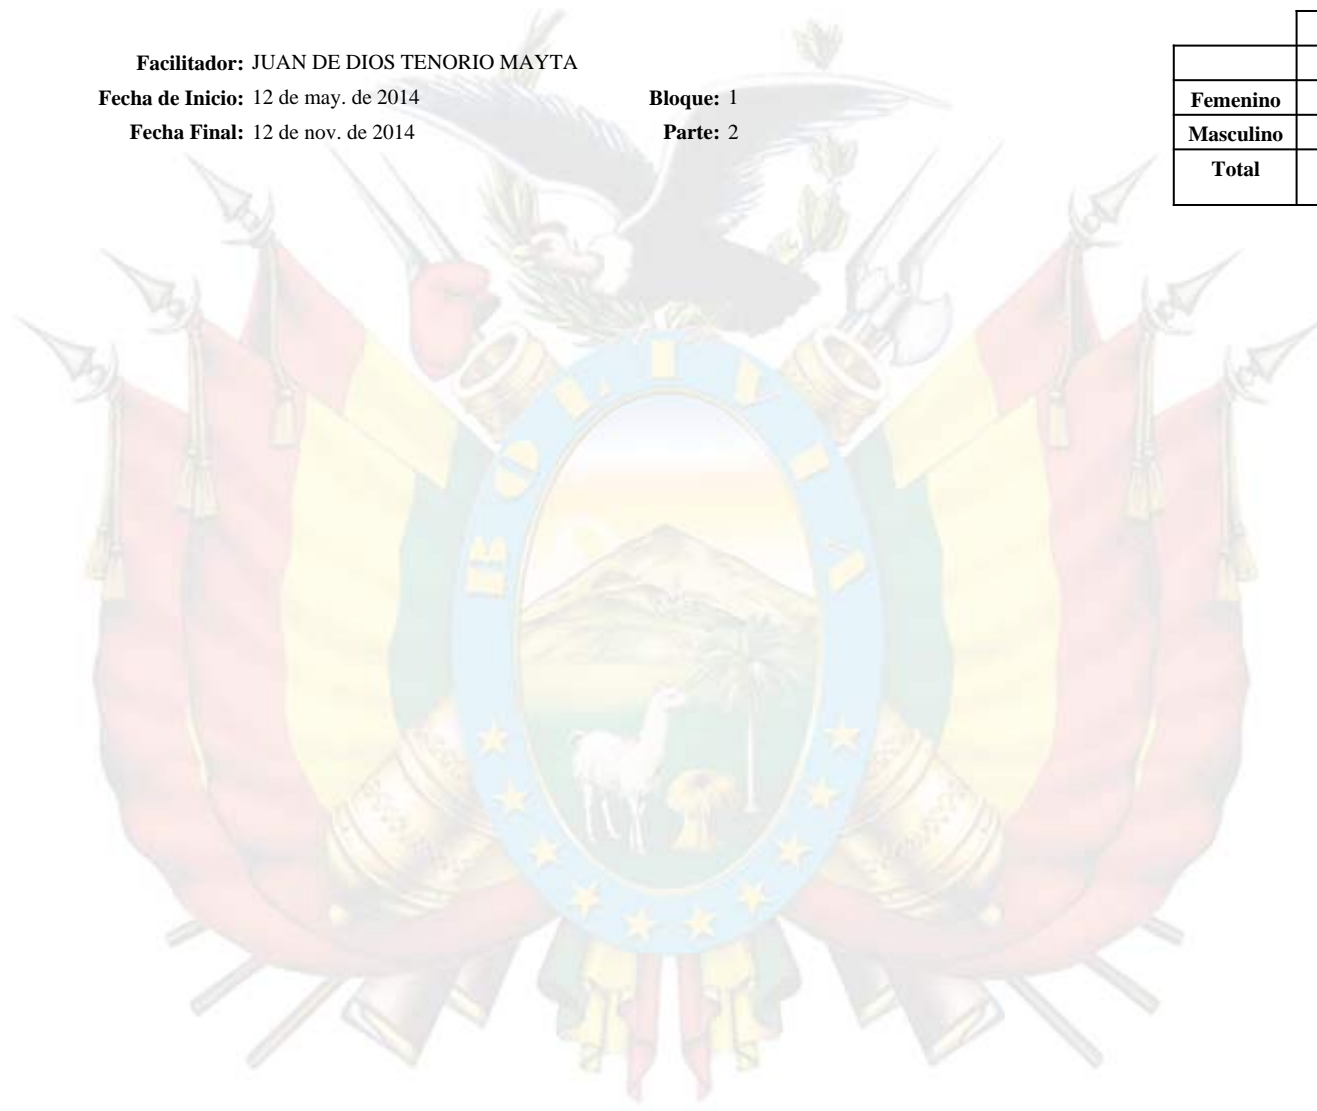 Facilitador: JUAN DE DIOS TENORIO MAYTA
Fecha de Inicio: 12 de may. de 2014 Bloque: 1
Fecha Final: 12 de nov. de 2014 Parte: 2
Femenino
Masculino
Total
BOLIVIA